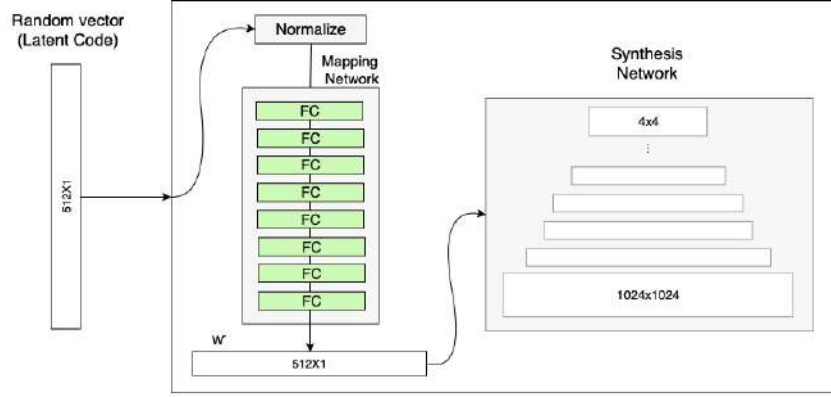 Random vector
(Latent Code)
512X1
Normalize
Mapping
Network
FC
FC
FC
FC
FC
FC
FC
FC
W
512X1
Synthesis
Network
4x4
...
1024x1024